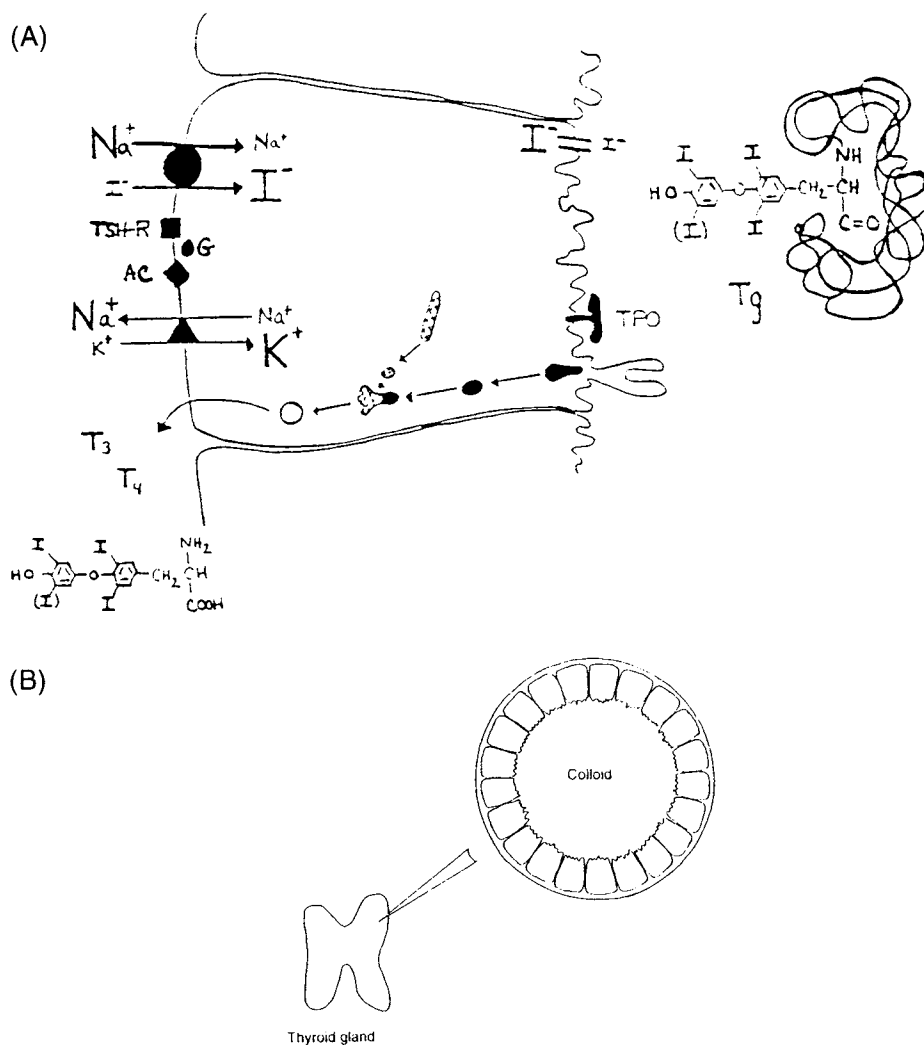 (A)
Na⁺ Na⁺
I⁻ I⁻
TSH-R
G
AC
Na⁺ Na⁺
K⁺ K⁺
T₃
T₄
I I NH₂
HO O CH₂ CH
(I) I COOH
I⁻ I⁻
TPO
I I NH
HO O CH₂-CH
(I) I C=O
Tg
(B)
Colloid
Thyroid gland